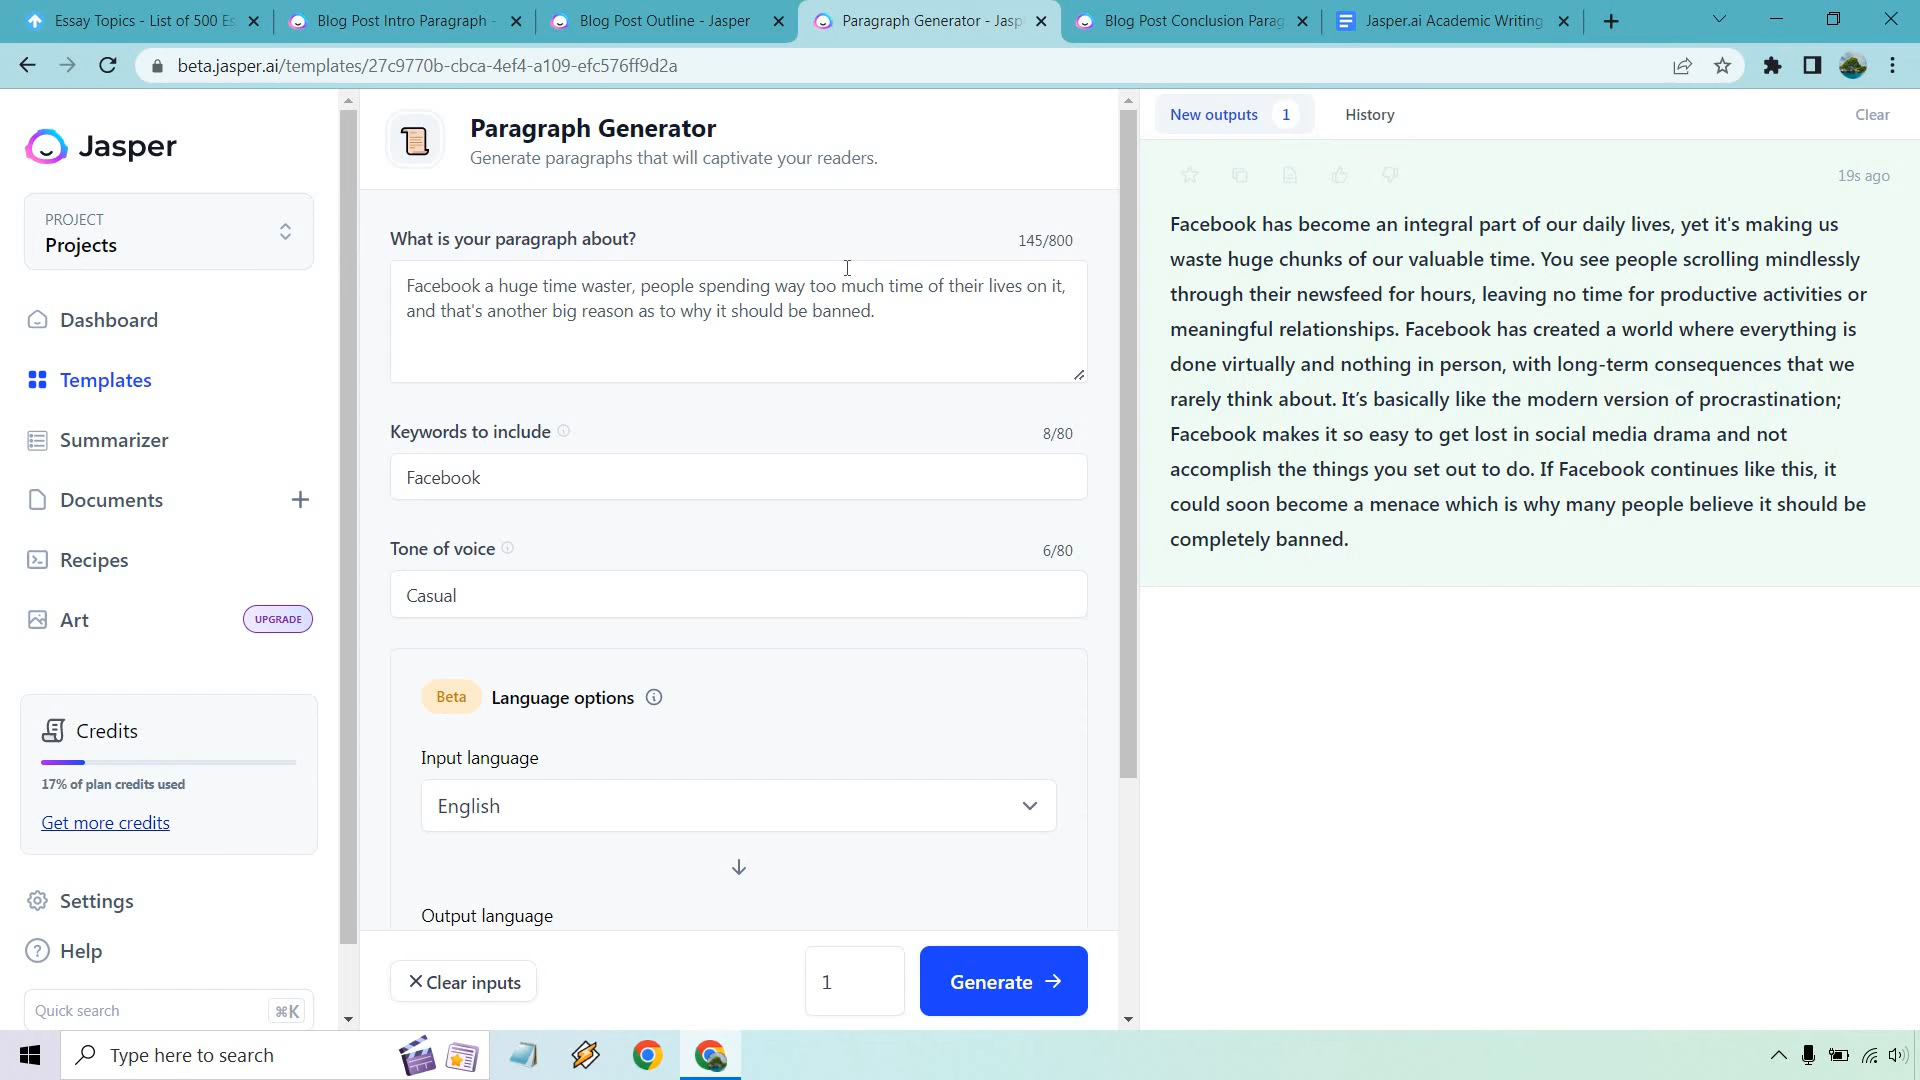 Essay Topics - List of 500 Es
Blog Post Intro Paragraph -
Blog Post Outline - Jasper
Paragraph Generator - Jasp
Blog Post Conclusion Parag
Jasper.ai Academic Writing
beta.jasper.ai/templates/27c9770b-cbca-4ef4-a109-efc576ff9d2a
Jasper
PROJECT
Projects
Dashboard
Templates
Summarizer
Documents
Recipes
Art
UPGRADE
Credits
17% of plan credits used
Get more credits
Settings
Help
Quick search
⌘K
Paragraph Generator
Generate paragraphs that will captivate your readers.
What is your paragraph about?
145/800
Facebook a huge time waster, people spending way too much time of their lives on it,
and that's another big reason as to why it should be banned.
Keywords to include
8/80
Facebook
Tone of voice
6/80
Casual
Beta
Language options
Input language
English
Output language
Clear inputs
1
Generate
New outputs 1
History
Clear
19s ago
Facebook has become an integral part of our daily lives, yet it's making us
waste huge chunks of our valuable time. You see people scrolling mindlessly
through their newsfeed for hours, leaving no time for productive activities or
meaningful relationships. Facebook has created a world where everything is
done virtually and nothing in person, with long-term consequences that we
rarely think about. It’s basically like the modern version of procrastination;
Facebook makes it so easy to get lost in social media drama and not
accomplish the things you set out to do. If Facebook continues like this, it
could soon become a menace which is why many people believe it should be
completely banned.
Type here to search